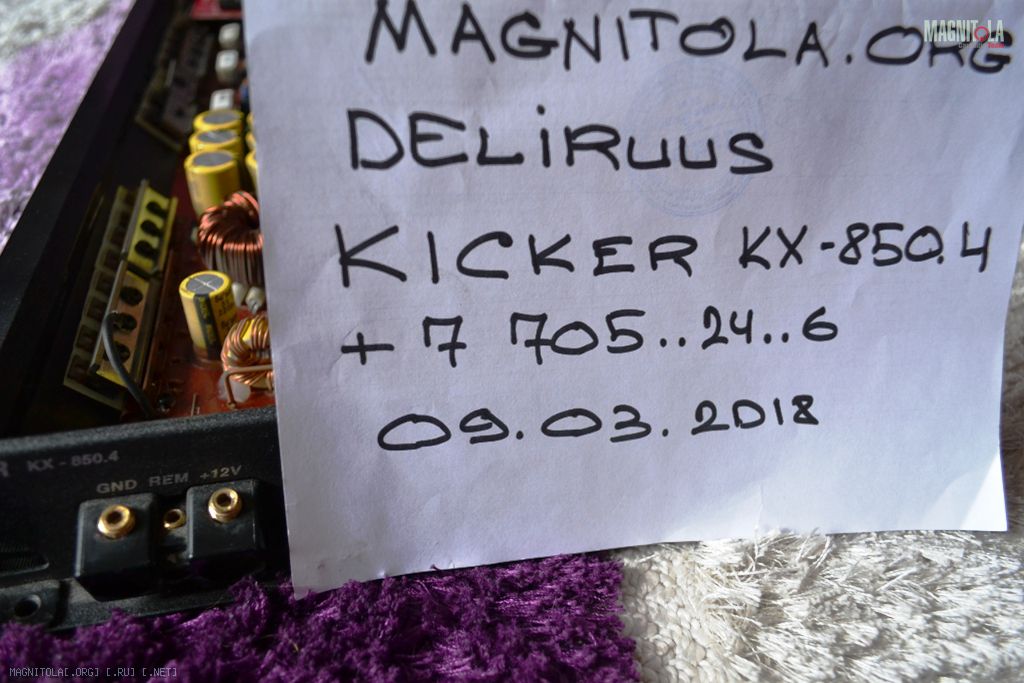 MAGNITOLA.ORG
MAGNITOLA
DELIRUUS
KICKER KX-850.4
+7 705..24..6
09.03.2018
R KX-850.4
GND REM +12V
MAGNITOLA[.ORG] [.RU] [.NET]